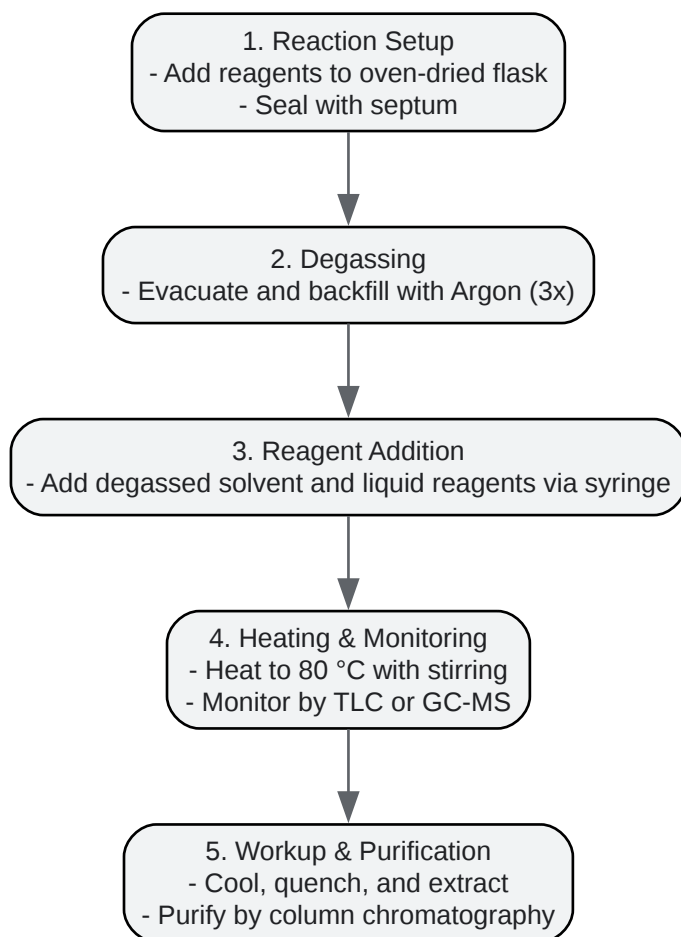 1. Reaction Setup
- Add reagents to oven-dried flask
- Seal with septum
2. Degassing
- Evacuate and backfill with Argon (3x)
3. Reagent Addition
- Add degassed solvent and liquid reagents via syringe
4. Heating & Monitoring
- Heat to 80 °C with stirring
- Monitor by TLC or GC-MS
5. Workup & Purification
- Cool, quench, and extract
- Purify by column chromatography